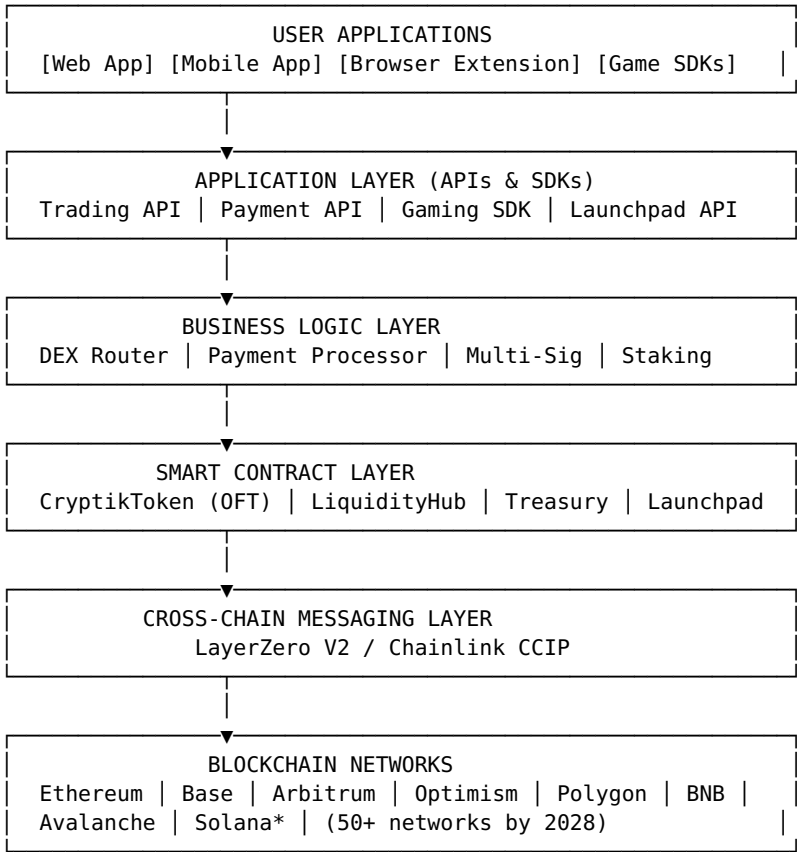 USER APPLICATIONS
[Web App] [Mobile App] [Browser Extension] [Game SDKs]
APPLICATION LAYER (APIs & SDKs)
Trading API │ Payment API │ Gaming SDK │ Launchpad API
BUSINESS LOGIC LAYER
DEX Router │ Payment Processor │ Multi-Sig │ Staking
SMART CONTRACT LAYER
CryptikToken (OFT) │ LiquidityHub │ Treasury │ Launchpad
CROSS-CHAIN MESSAGING LAYER
LayerZero V2 / Chainlink CCIP
BLOCKCHAIN NETWORKS
Ethereum │ Base │ Arbitrum │ Optimism │ Polygon │ BNB │
Avalanche │ Solana* │ (50+ networks by 2028)